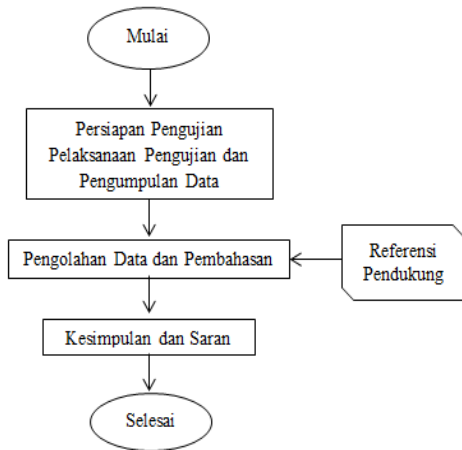 Mulai
Persiapan Pengujian
Pelaksanaan Pengujian dan
Pengumpulan Data
Pengolahan Data dan Pembahasan
Referensi
Pendukung
Kesimpulan dan Saran
Selesai